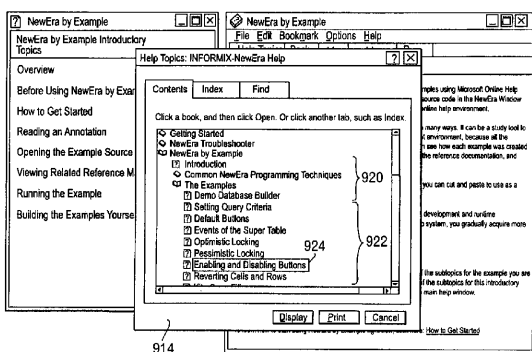 NewEra by Example
NewEra by Example Introductory
Topics
Overview
Before Using NewEra by Exar
How to Get Started
Reading an Annotation
Opening the Example Source
Viewing Related Reference M
Running the Example
Building the Examples Yourse
NewEra by Example
File Edit Bookmark Options Help
Help Topics: INFORMIX-NewEra Help
Contents Index Find
Click a book, and then click Open. Or click another tab, such as Index.
Getting Started
NewEra Troubleshooter
NewEra by Example
Introduction
Common NewEra Programming Techniques
The Examples
Demo Database Builder
Setting Query Criteria
Default Buttons
Events of the Super Table
Optimistic Locking
Pessimistic Locking
Enabling and Disabling Buttons
Reverting Cells and Rows
920
922
924
Display Print Cancel
914
mples using Microsoft Online Help
source code in the NewEra Window
online help environment.
many ways. It can be a study tool to
t environment, because all the
n see how each example was created
the reference documentation, and
you can cut and paste to use as a
development and runtime
system, you gradually acquire more
f the subtopics for the example you are
f the subtopics for this introductory
main help window.
How to Get Started